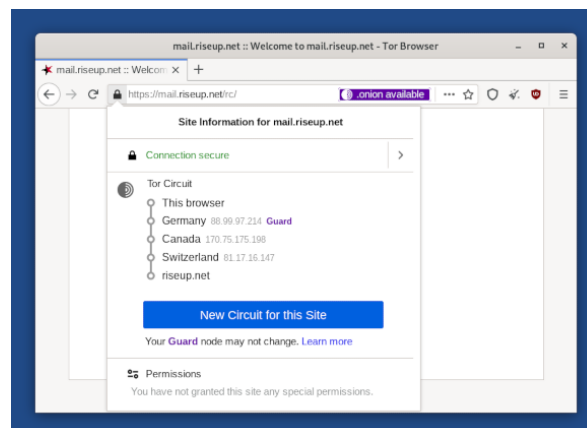 mail.riseup.net :: Welcome to mail.riseup.net - Tor Browser
mail.riseup.net :: Welcom
https://mail.riseup.net/rc/ .onion available
Site Information for mail.riseup.net
Connection secure
Tor Circuit
This browser
Germany 88.99.97.214 Guard
Canada 170.75.175.198
Switzerland 81.17.16.147
riseup.net
New Circuit for this Site
Your Guard node may not change. Learn more
Permissions
You have not granted this site any special permissions.